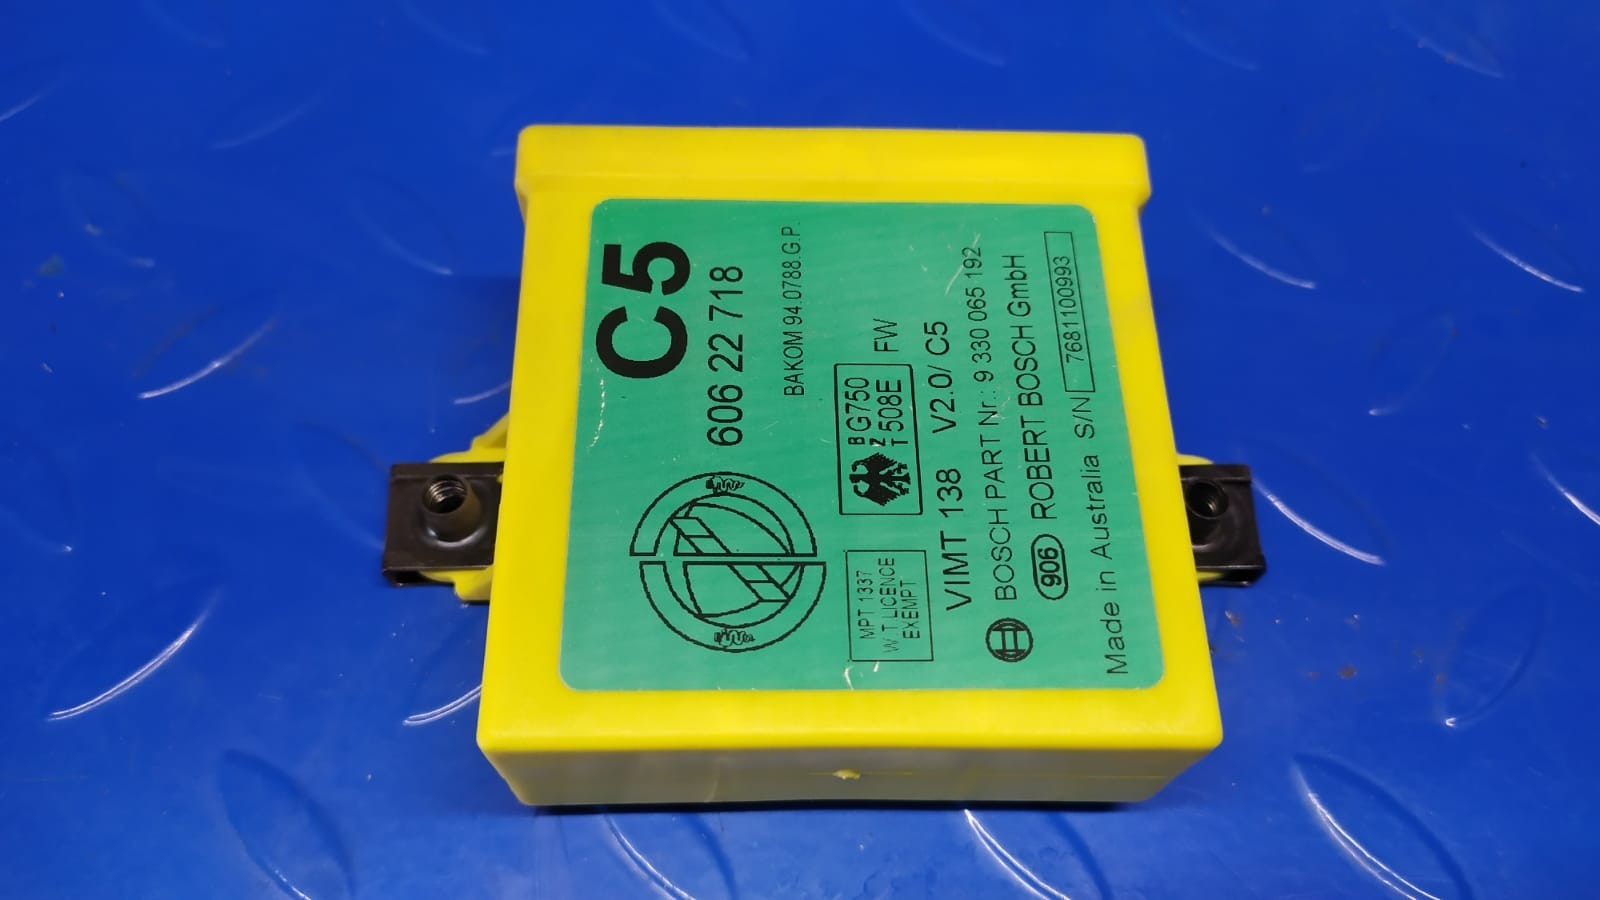 C5
606 22 718
BAKOM 94.0788.G.P
BZT G750 508E FW
MPT 1337
W.T LICENCE
EXEMPT
VIMT 138 V2.0/ C5
BOSCH PART Nr.: 9 330 065 192
906 ROBERT BOSCH GmbH
Made in Australia S/N 7681100993